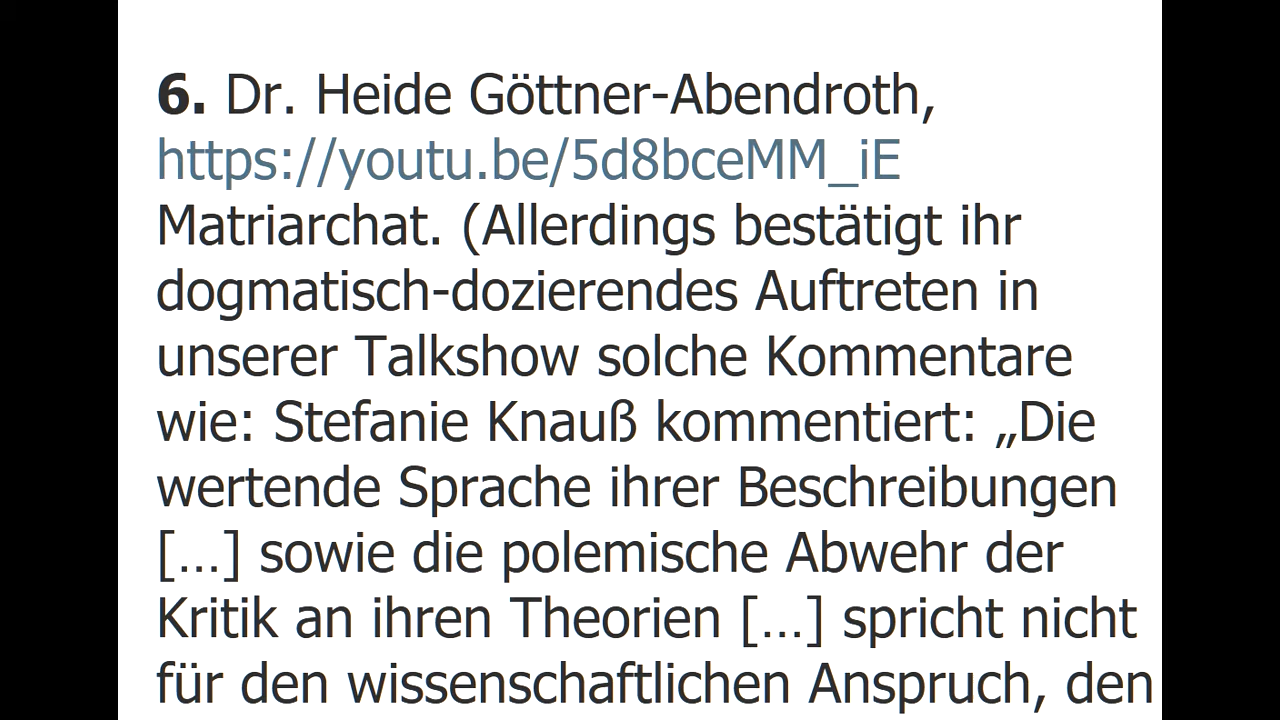 6. Dr. Heide Göttner-Abendroth,
https://youtu.be/5d8bceMM_iE
Matriarchat. (Allerdings bestätigt ihr
dogmatisch-dozierendes Auftreten in
unserer Talkshow solche Kommentare
wie: Stefanie Knauß kommentiert: „Die
wertende Sprache ihrer Beschreibungen
[…] sowie die polemische Abwehr der
Kritik an ihren Theorien […] spricht nicht
für den wissenschaftlichen Anspruch, den